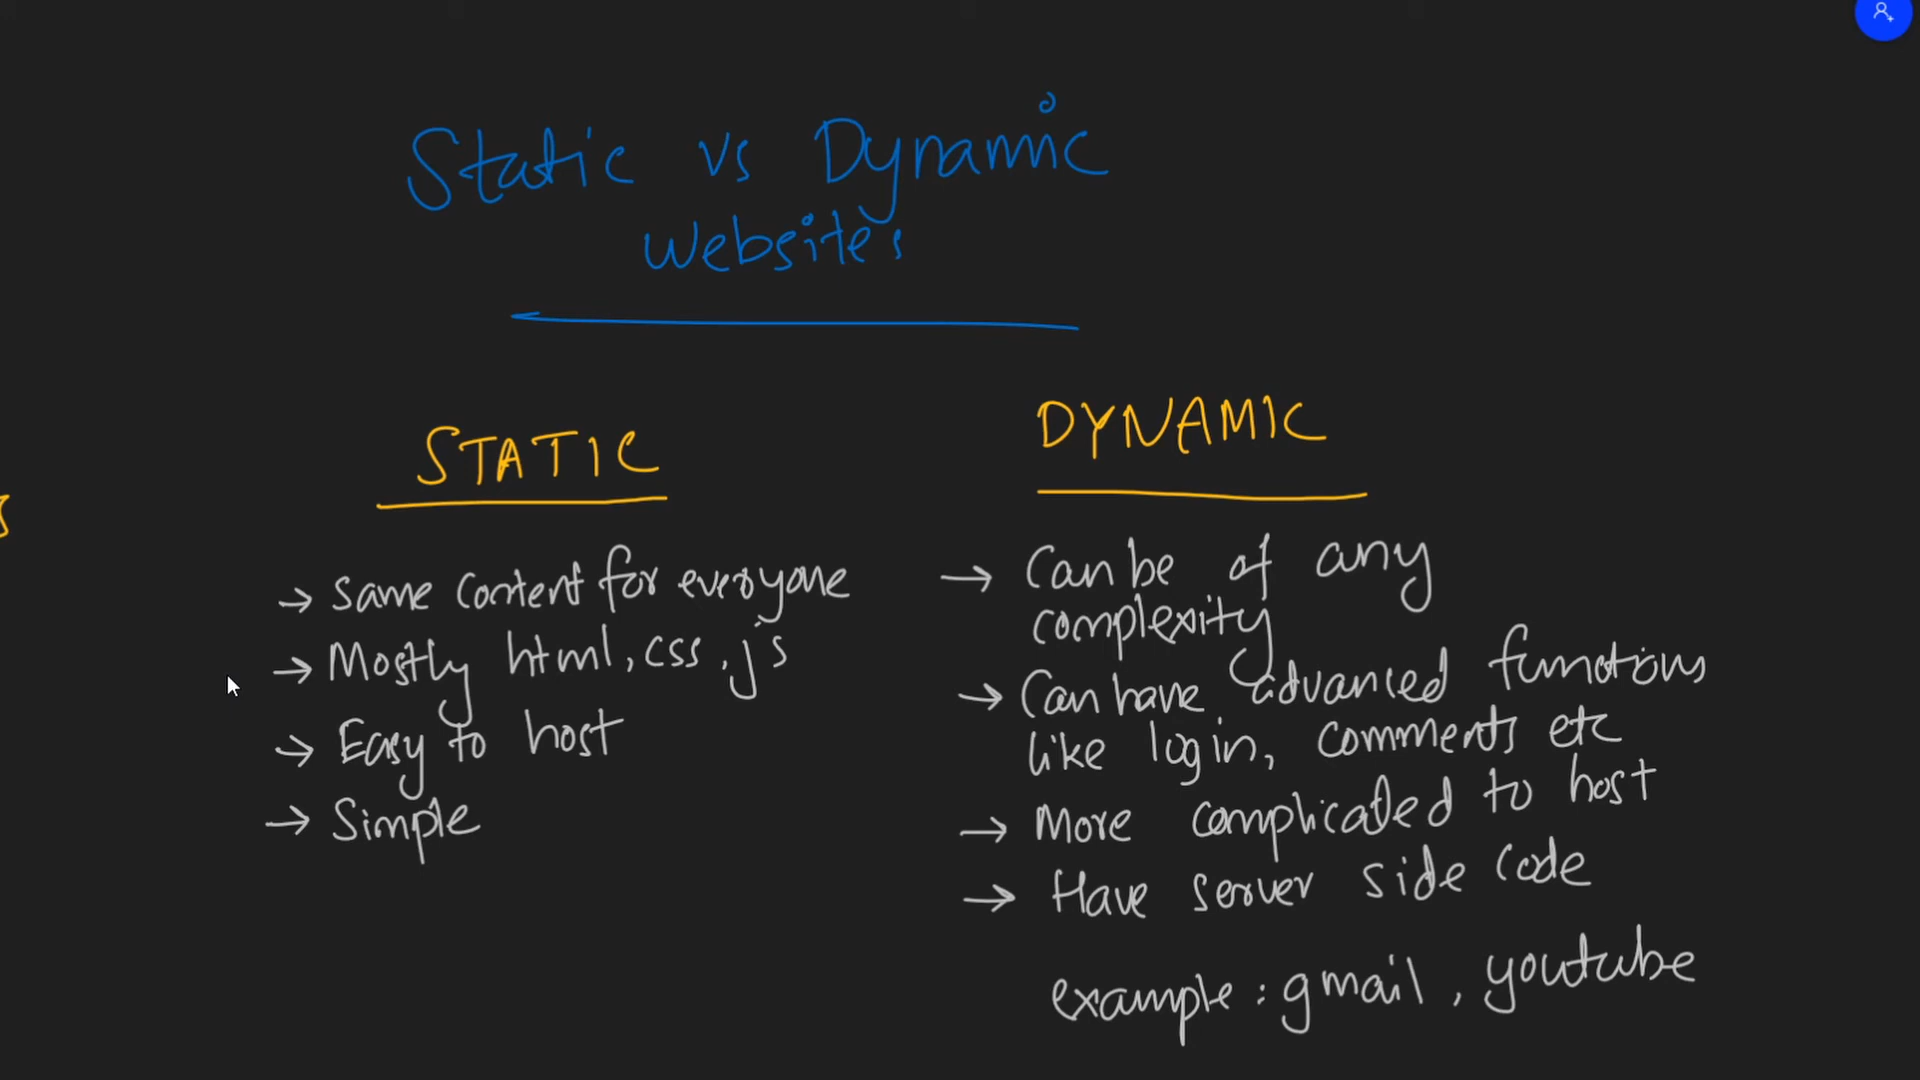 Static vs Dynamic
Websites
STATIC
→ Same content for everyone
→ Mostly html, css, js
→ Easy to host
→ Simple
DYNAMIC
→ Can be of any
complexity
→ Can have advanced functions
like login, comments etc
→ More complicated to host
→ Have server side code
example : gmail, youtube